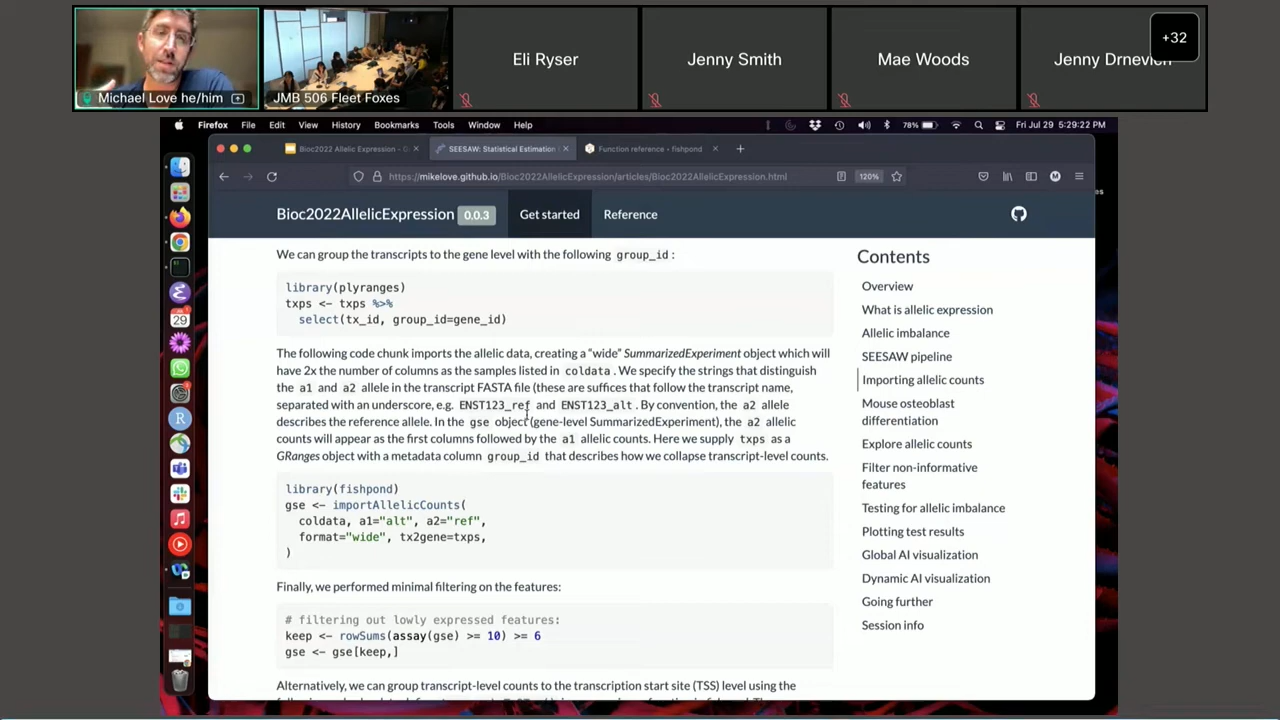 +32
Michael Love he/him
JMB 506 Fleet Foxes
Eli Ryser
Jenny Smith
Mae Woods
Jenny Drnevich
Firefox File Edit View History Bookmarks Tools Window Help
78% Fri Jul 29 5:29:22 PM
Bioc2022 Allelic Expression - 
SEESAW: Statistical Estimation
Function reference • fishpond
https://mikelove.github.io/Bioc2022AllelicExpression/articles/Bioc2022AllelicExpression.html
120%
Bioc2022AllelicExpression 0.0.3 Get started Reference
We can group the transcripts to the gene level with the following group_id :
library(plyranges)
txps <- txps %>%
select(tx_id, group_id=gene_id)
The following code chunk imports the allelic data, creating a “wide” SummarizedExperiment object which will
have 2x the number of columns as the samples listed in coldata . We specify the strings that distinguish
the a1 and a2 allele in the transcript FASTA file (these are suffices that follow the transcript name,
separated with an underscore, e.g. ENST123_ref and ENST123_alt . By convention, the a2 allele
describes the reference allele. In the gse object (gene-level SummarizedExperiment), the a2 allelic
counts will appear as the first columns followed by the a1 allelic counts. Here we supply txps as a
GRanges object with a metadata column group_id that describes how we collapse transcript-level counts.
library(fishpond)
gse <- importAllelicCounts(
coldata, a1="alt", a2="ref",
format="wide", tx2gene=txps,
)
Finally, we performed minimal filtering on the features:
# filtering out lowly expressed features:
keep <- rowSums(assay(gse) >= 10) >= 6
gse <- gse[keep,]
Alternatively, we can group transcript-level counts to the transcription start site (TSS) level using the
Contents
Overview
What is allelic expression
Allelic imbalance
SEESAW pipeline
Importing allelic counts
Mouse osteoblast
differentiation
Explore allelic counts
Filter non-informative
features
Testing for allelic imbalance
Plotting test results
Global AI visualization
Dynamic AI visualization
Going further
Session info